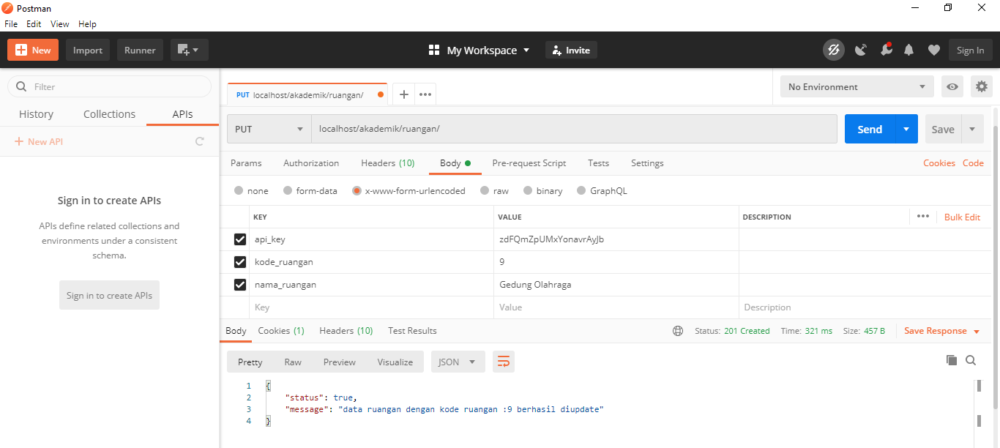 Postman
File Edit View Help
New Import Runner My Workspace Invite Sign In
Filter
History Collections APIs
New API
Sign in to create APIs
APIs define related collections and
environments under a consistent
schema.
Sign in to create APIs
PUT localhost/akademik/ruangan/
No Environment
PUT localhost/akademik/ruangan/ Send Save
Params Authorization Headers (10) Body Pre-request Script Tests Settings Cookies Code
none form-data x-www-form-urlencoded raw binary GraphQL
KEY VALUE DESCRIPTION Bulk Edit
api_key zdFQmZpUMxYonavrAyJb
kode_ruangan 9
nama_ruangan Gedung Olahraga
Key Value Description
Body Cookies (1) Headers (10) Test Results Status: 201 Created Time: 321 ms Size: 457 B Save Response
Pretty Raw Preview Visualize JSON
1 {
2 "status": true,
3 "message": "data ruangan dengan kode ruangan :9 berhasil diupdate"
4 }